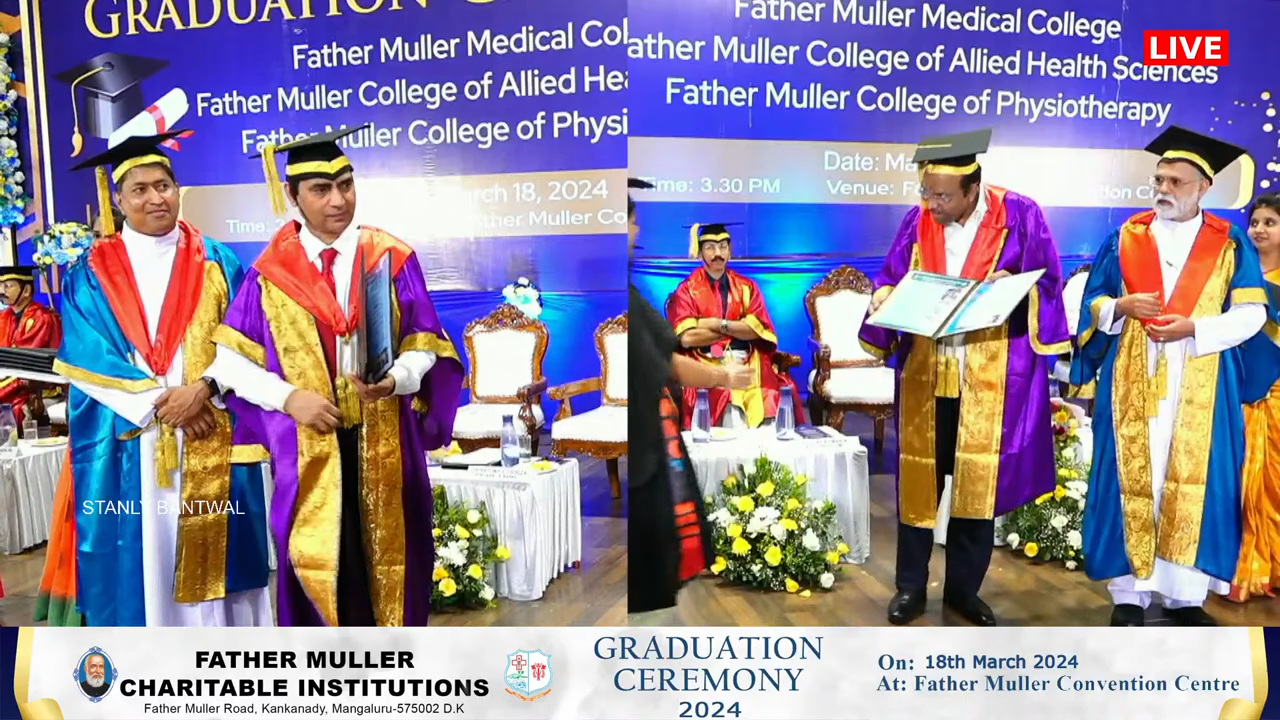 GRADUATION
Father Muller Medical Col
Father Muller College of Allied Hea
Father Muller College of Physi
March 18, 2024
Time: 2
Father Muller Co
STANLY BANTWAL
Father Muller Medical College
ather Muller College of Allied Health Sciences
Father Muller College of Physiotherapy
Date: Ma
Time: 3.30 PM
Venue: F
LIVE
FATHER MULLER
CHARITABLE INSTITUTIONS
Father Muller Road, Kankanady, Mangaluru-575002 D.K
GRADUATION
CEREMONY
2024
On: 18th March 2024
At: Father Muller Convention Centre